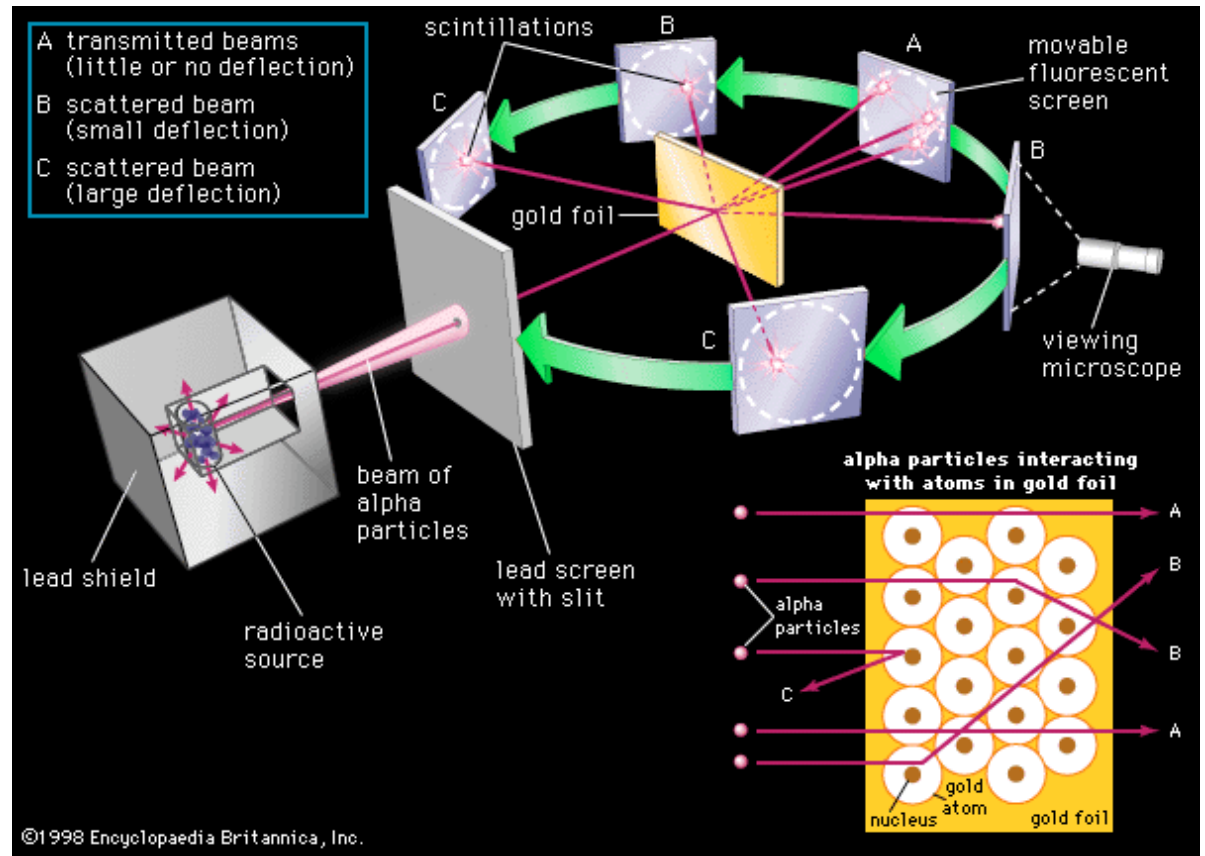 A transmitted beams
(little or no deflection)
B scattered beam
(small deflection)
C scattered beam
(large deflection)
scintillations
B
A
movable
fluorescent
screen
C
B
gold foil
C
viewing
microscope
beam of
alpha
particles
lead screen
with slit
lead shield
radioactive
source
alpha particles interacting
with atoms in gold foil
A
B
alpha
particles
B
C
A
gold
atom
nucleus
gold foil
©1998 Encyclopaedia Britannica, Inc.